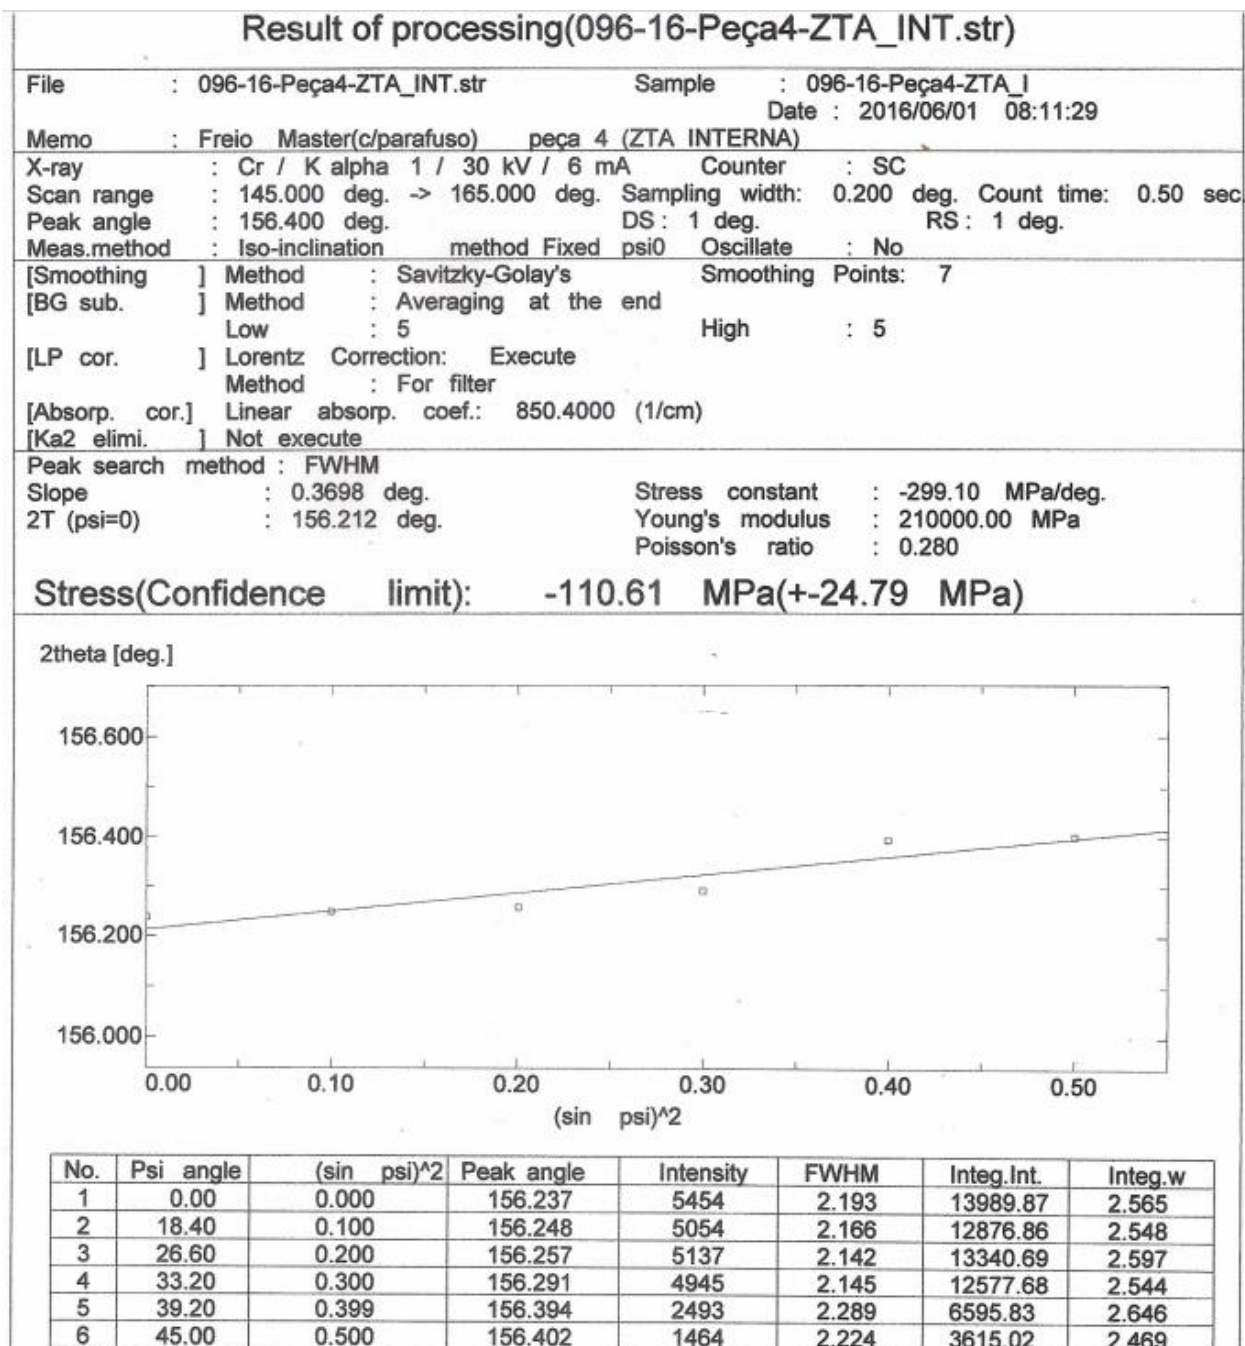 Result of processing(096-16-Peça4-ZTA_INT.str)
File : 096-16-Peça4-ZTA_INT.str Sample : 096-16-Peça4-ZTA_I
Date : 2016/06/01 08:11:29
Memo : Freio Master(c/parafuso) peça 4 (ZTA INTERNA)
X-ray : Cr / K alpha 1 / 30 kV / 6 mA Counter : SC
Scan range : 145.000 deg. -> 165.000 deg. Sampling width: 0.200 deg. Count time: 0.50 sec.
Peak angle : 156.400 deg. DS : 1 deg. RS : 1 deg.
Meas.method : Iso-inclination method Fixed psi0 Oscillate : No
[Smoothing ] Method : Savitzky-Golay's Smoothing Points: 7
[BG sub. ] Method : Averaging at the end
Low : 5 High : 5
[LP cor. ] Lorentz Correction: Execute
Method : For filter
[Absorp. cor.] Linear absorp. coef.: 850.4000 (1/cm)
[Ka2 elimi. ] Not execute
Peak search method : FWHM
Slope : 0.3698 deg. Stress constant : -299.10 MPa/deg.
2T (psi=0) : 156.212 deg. Young's modulus : 210000.00 MPa
Poisson's ratio : 0.280
Stress(Confidence limit): -110.61 MPa(+-24.79 MPa)
2theta [deg.]
156.600
156.400
156.200
156.000
0.00 0.10 0.20 0.30 0.40 0.50
(sin psi)^2
No. Psi angle (sin psi)^2 Peak angle Intensity FWHM Integ.Int. Integ.w
1 0.00 0.000 156.237 5454 2.193 13989.87 2.565
2 18.40 0.100 156.248 5054 2.166 12876.86 2.548
3 26.60 0.200 156.257 5137 2.142 13340.69 2.597
4 33.20 0.300 156.291 4945 2.145 12577.68 2.544
5 39.20 0.399 156.394 2493 2.289 6595.83 2.646
6 45.00 0.500 156.402 1464 2.224 3615.02 2.469